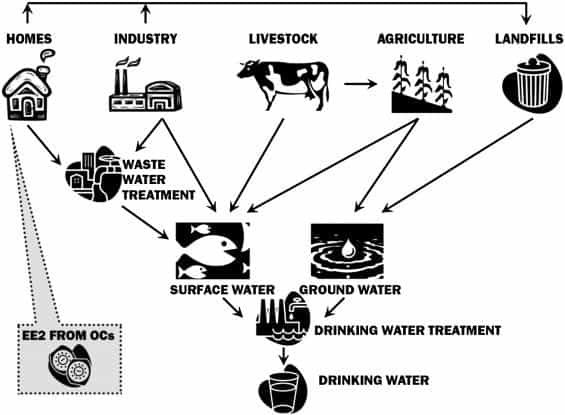 HOMES
INDUSTRY
LIVESTOCK
AGRICULTURE
LANDFILLS
WASTE
WATER
TREATMENT
SURFACE WATER
GROUND WATER
DRINKING WATER TREATMENT
EE2 FROM OCs
DRINKING WATER